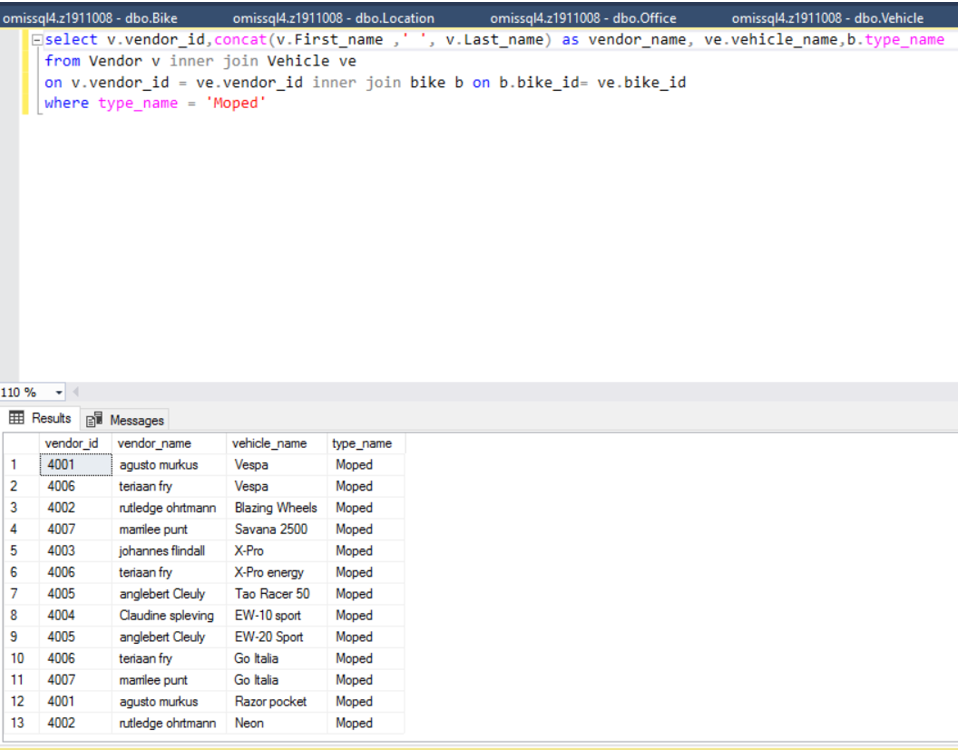 omissql4.z1911008 - dbo.Bike omissql4.z1911008 - dbo.Location omissql4.z1911008 - dbo.Office omissql4.z1911008 - dbo.Vehicle
select v.vendor_id,concat(v.First_name ,' ', v.Last_name) as vendor_name, ve.vehicle_name,b.type_name
from Vendor v inner join Vehicle ve
on v.vendor_id = ve.vendor_id inner join bike b on b.bike_id= ve.bike_id
where type_name = 'Moped'
110 %
Results Messages
vendor_id vendor_name vehicle_name type_name
1 4001 agusto murkus Vespa Moped
2 4006 teriaan fry Vespa Moped
3 4002 rutledge ohrtmann Blazing Wheels Moped
4 4007 marrilee punt Savana 2500 Moped
5 4003 johannes flindall X-Pro Moped
6 4006 teriaan fry X-Pro energy Moped
7 4005 anglebert Cleuly Tao Racer 50 Moped
8 4004 Claudine spleving EW-10 sport Moped
9 4005 anglebert Cleuly EW-20 Sport Moped
10 4006 teriaan fry Go Italia Moped
11 4007 marrilee punt Go Italia Moped
12 4001 agusto murkus Razor pocket Moped
13 4002 rutledge ohrtmann Neon Moped